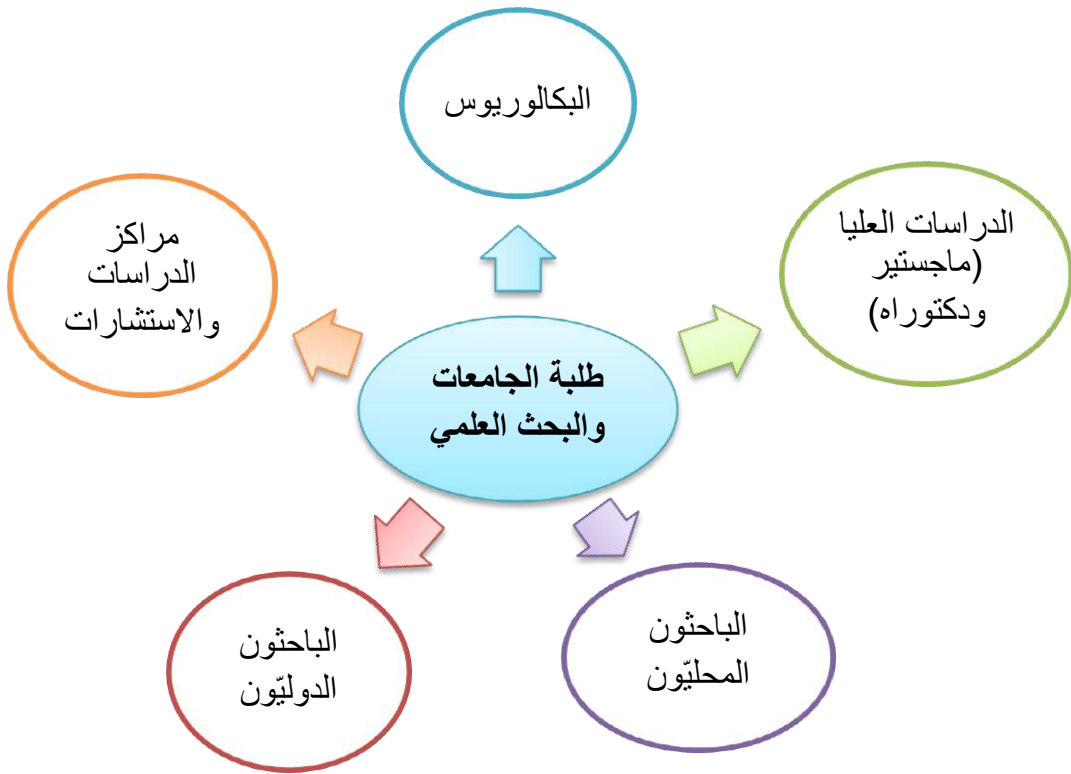 البكالوريوس
الدراسات العليا
(ماجستير
ودكتوراه)
مراكز
الدراسات
والاستشارات
طلبة الجامعات
والبحث العلمي
الباحثون
المحليّون
الباحثون
الدوليّون